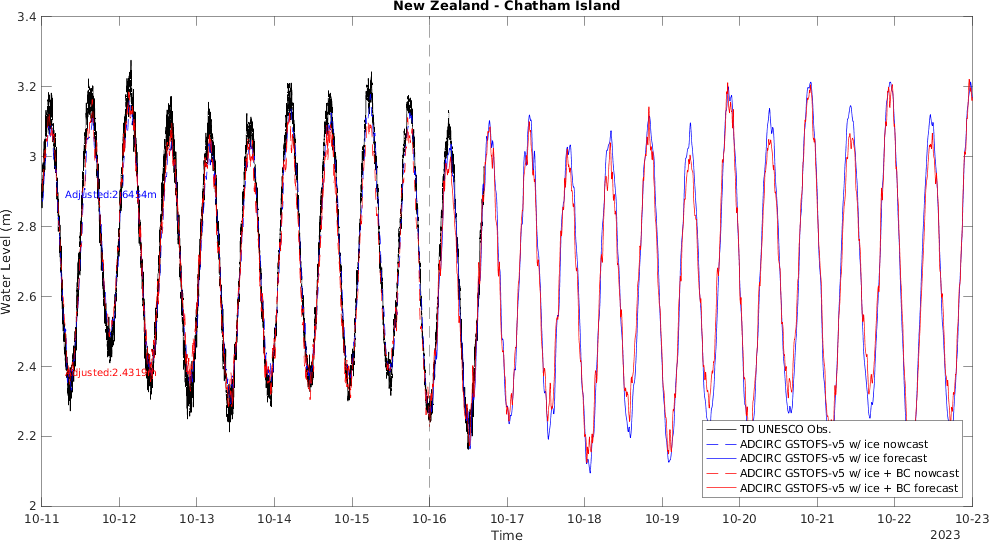 New Zealand - Chatham Island
3.4
3.2
3
2.8
2.6
2.4
2.2
2
Water Level (m)
Adjusted:2.6454m
Adjusted:2.4319m
TD UNESCO Obs.
ADCIRC GSTOFS-v5 w/ ice nowcast
ADCIRC GSTOFS-v5 w/ ice forecast
ADCIRC GSTOFS-v5 w/ ice + BC nowcast
ADCIRC GSTOFS-v5 w/ ice + BC forecast
10-11 10-12 10-13 10-14 10-15 10-16 10-17 10-18 10-19 10-20 10-21 10-22 10-23
Time 2023